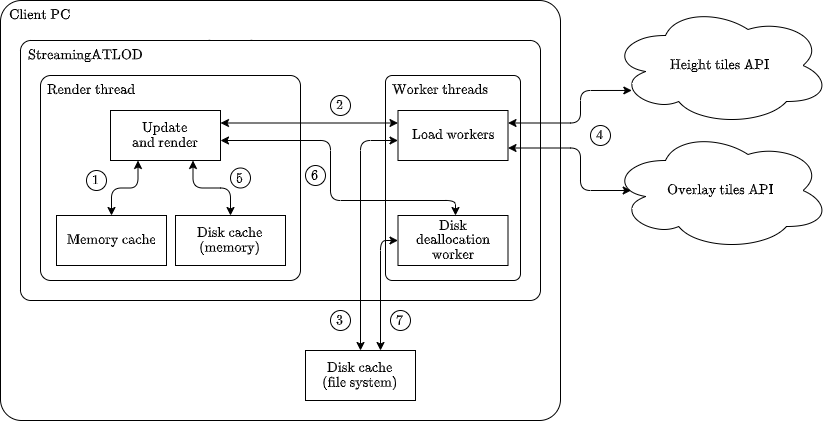 Client PC
StreamingATLOD
Render thread
Worker threads
Update
and render
Load workers
Memory cache
Disk cache
(memory)
Disk
deallocation
worker
Disk cache
(file system)
Height tiles API
Overlay tiles API
1
2
3
4
5
6
7